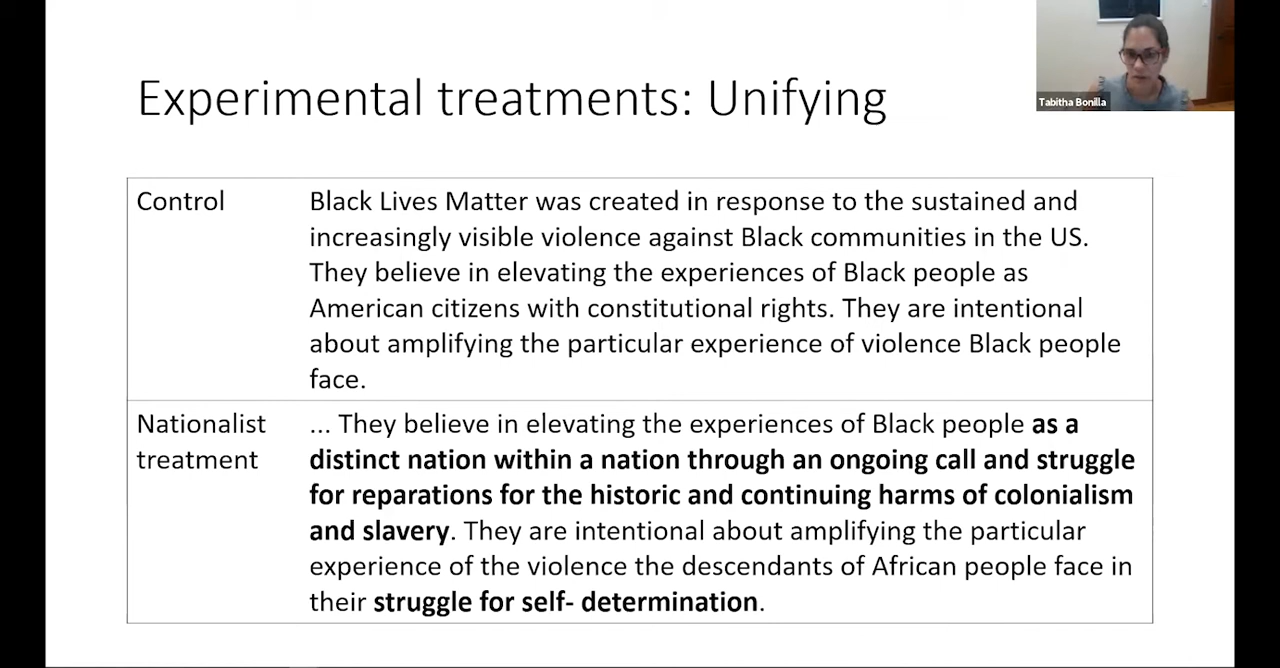 Experimental treatments: Unifying
Tabitha Bonilla
Control
Black Lives Matter was created in response to the sustained and
increasingly visible violence against Black communities in the US.
They believe in elevating the experiences of Black people as
American citizens with constitutional rights. They are intentional
about amplifying the particular experience of violence Black people
face.
Nationalist
treatment
... They believe in elevating the experiences of Black people as a
distinct nation within a nation through an ongoing call and struggle
for reparations for the historic and continuing harms of colonialism
and slavery. They are intentional about amplifying the particular
experience of the violence the descendants of African people face in
their struggle for self- determination.